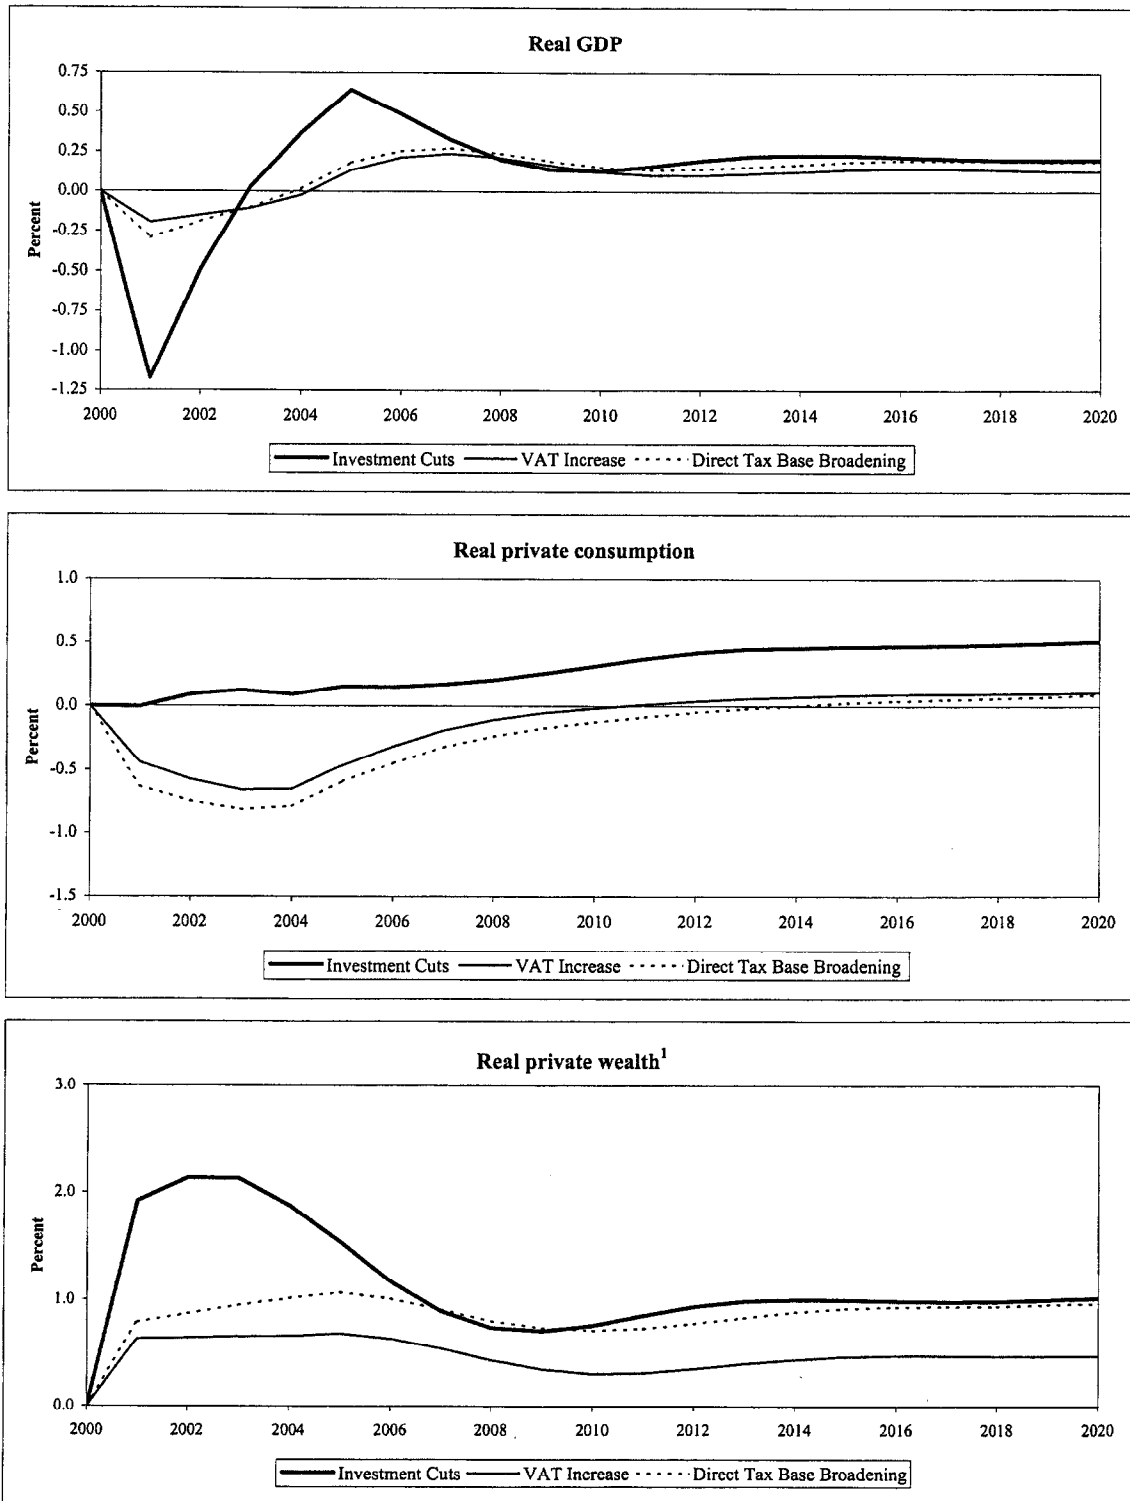 Real GDP
0.75
0.50
0.25
0.00
-0.25
-0.50
-0.75
-1.00
-1.25
Percent
2000 2002 2004 2006 2008 2010 2012 2014 2016 2018 2020
Investment Cuts VAT Increase Direct Tax Base Broadening
Real private consumption
1.0
0.5
0.0
-0.5
-1.0
-1.5
Percent
2000 2002 2004 2006 2008 2010 2012 2014 2016 2018 2020
Investment Cuts VAT Increase Direct Tax Base Broadening
Real private wealth¹
3.0
2.0
1.0
0.0
Percent
2000 2002 2004 2006 2008 2010 2012 2014 2016 2018 2020
Investment Cuts VAT Increase Direct Tax Base Broadening